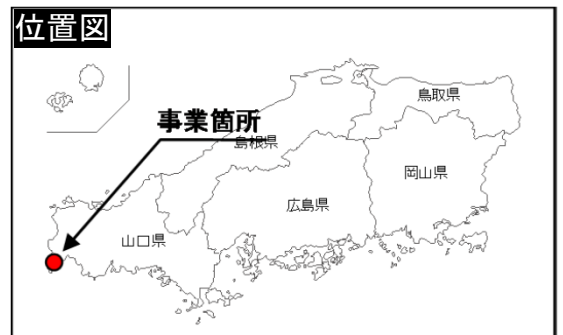 位置図
鳥取県
事業箇所
島根県
岡山県
広島県
山口県